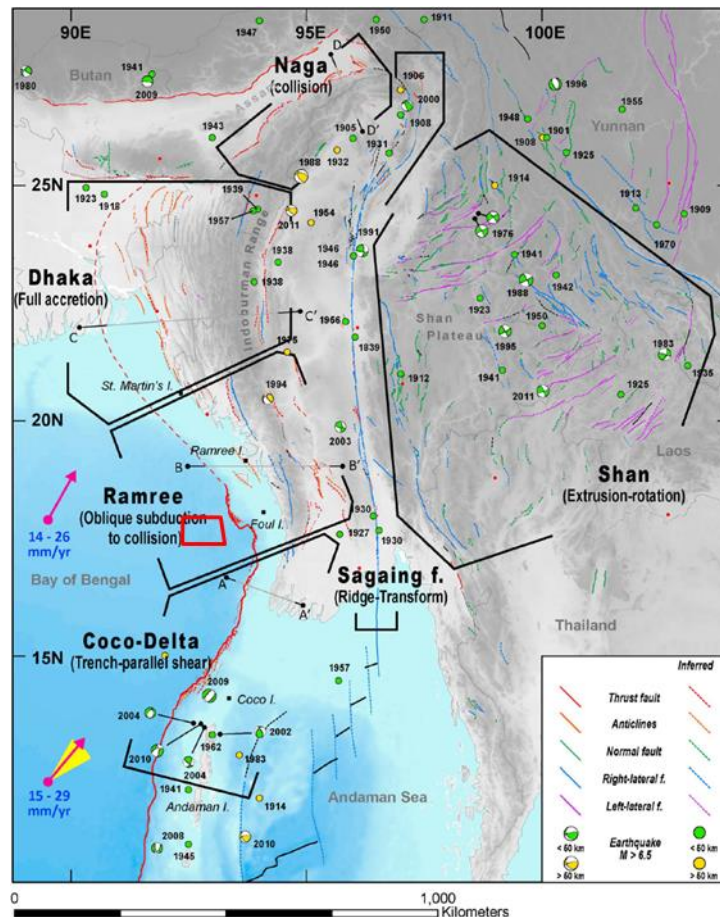 90E
95E
100E
1947
1950
1911
Butan
1941
2009
1980
Naga
(collision)
D
Assa
1906
2000
1908
1996
1955
Yunnan
1943
1905
D'
1931
1932
1948
1901
1908
1925
25N
1923
1918
1939
1957
1988
2011
1954
1914
1976
1913
1909
1970
Indoburman Range
1938
1938
1991
1946
1946
1941
1988
1942
Dhaka
(Full accretion)
C
C'
1956
1839
Shan
Plateau
1923
1950
1995
1983
1935
1941
1912
2011
1925
St. Martin's I.
1994
20N
2003
Ramree I.
B
B'
Laos
Shan
(Extrusion-rotation)
Ramree
(Oblique subduction
to collision)
Foul I.
14 - 26
mm/yr
1930
1927
1930
Bay of Bengal
A
A'
Sagaing f.
(Ridge-Transform)
Thailand
Coco-Delta
(Trench-parallel shear)
15N
1957
2009
Coco I.
2004
2002
1962
2010
2004
1983
1941
1914
Andaman I.
Andaman Sea
15 - 29
mm/yr
2008
1945
2010
Inferred
Thrust fault
Anticlines
Normal fault
Right-lateral f.
Left-lateral f.
Earthquake
M > 6.5
< 60 km
< 60 km
> 60 km
> 60 km
0
500
1,000
Kilometers